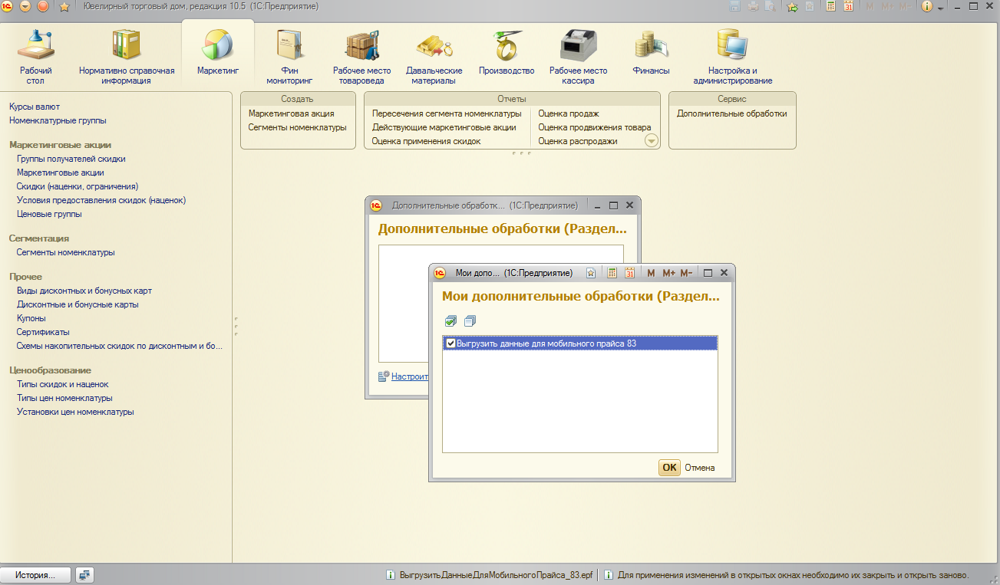 Ювелирный торговый дом, редакция 10.5 (1С:Предприятие)
M M+ M-
Рабочий стол
Нормативно справочная информация
Маркетинг
Фин мониторинг
Рабочее место товароведа
Давальческие материалы
Производство
Рабочее место кассира
Финансы
Настройка и администрирование
Курсы валют
Номенклатурные группы
Маркетинговые акции
Группы получателей скидки
Маркетинговые акции
Скидки (наценки, ограничения)
Условия предоставления скидок (наценок)
Ценовые группы
Сегментация
Сегменты номенклатуры
Прочее
Виды дисконтных и бонусных карт
Дисконтные и бонусные карты
Купоны
Сертификаты
Схемы накопительных скидок по дисконтным и бо...
Ценообразование
Типы скидок и наценок
Типы цен номенклатуры
Установки цен номенклатуры
Создать
Маркетинговая акция
Сегменты номенклатуры
Отчеты
Пересечения сегмента номенклатуры
Действующие маркетинговые акции
Оценка применения скидок
Оценка продаж
Оценка продвижения товара
Оценка распродажи
Сервис
Дополнительные обработки
Дополнительные обработк... (1С:Предприятие)
Дополнительные обработки (Раздел...
Настроит
Мои допо... (1С:Предприятие)
31 M M+ M-
Мои дополнительные обработки (Раздел...
Выгрузить данные для мобильного прайса 83
OK Отмена
История...
ВыгрузитьДанныеДляМобильногоПрайса_83.epf
Для применения изменений в открытых окнах необходимо их закрыть и открыть заново.